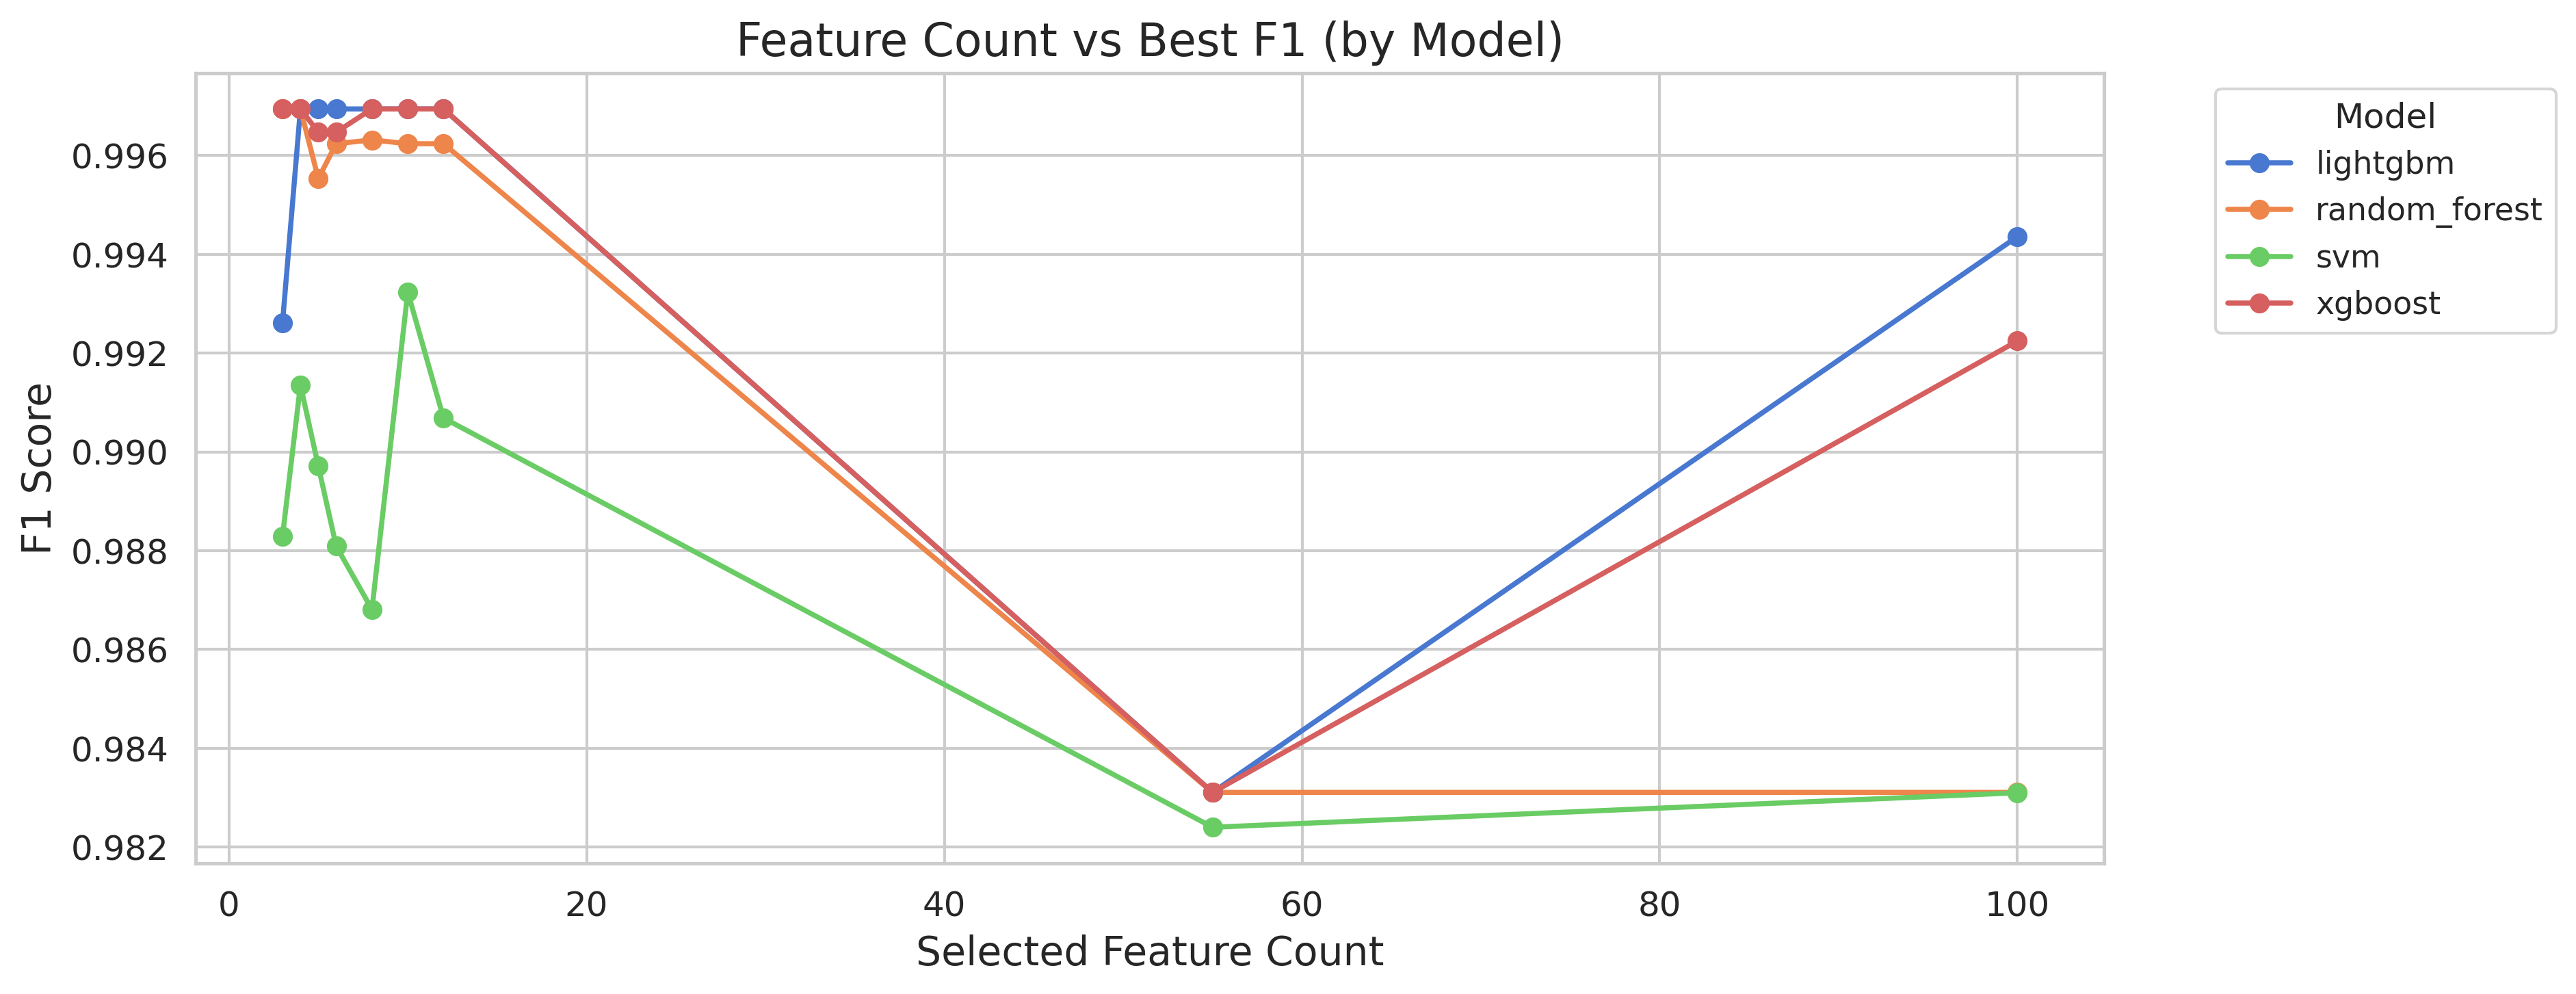 Feature Count vs Best F1 (by Model)
Model
lightgbm
random_forest
svm
xgboost
F1 Score
0.996
0.994
0.992
0.990
0.988
0.986
0.984
0.982
0 20 40 60 80 100
Selected Feature Count